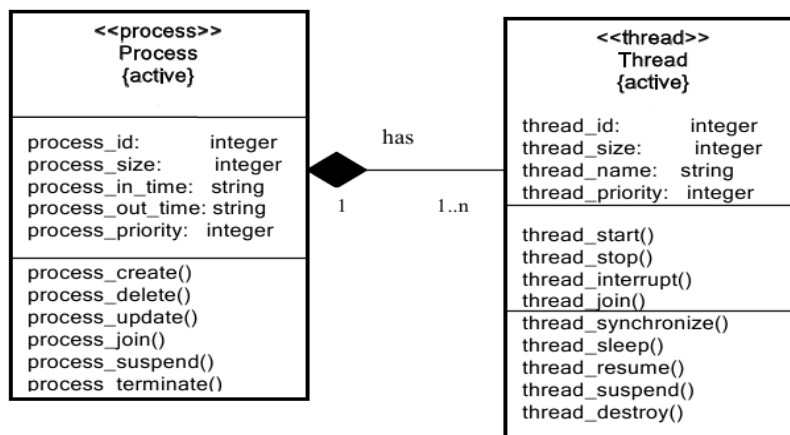 <<process>>
Process
{active}
process_id: integer
process_size: integer
process_in_time: string
process_out_time: string
process_priority: integer
process_create()
process_delete()
process_update()
process_join()
process_suspend()
process_terminate()
has
1
1..n
<<thread>>
Thread
{active}
thread_id: integer
thread_size: integer
thread_name: string
thread_priority: integer
thread_start()
thread_stop()
thread_interrupt()
thread_join()
thread_synchronize()
thread_sleep()
thread_resume()
thread_suspend()
thread_destroy()